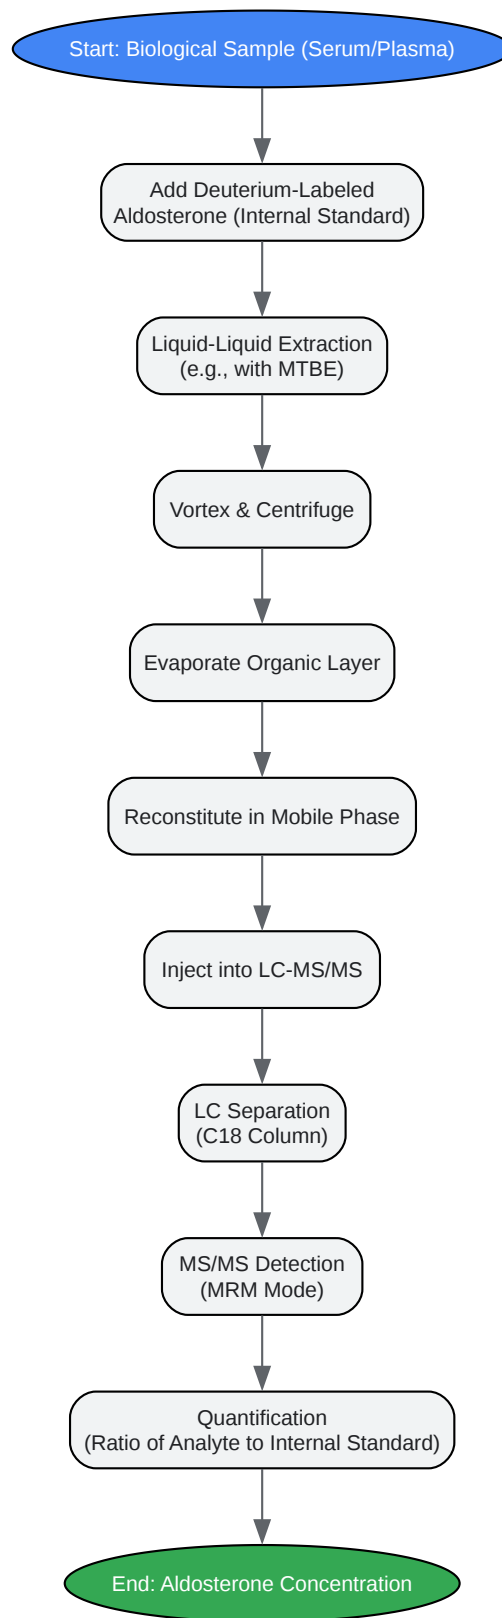 Start: Biological Sample (Serum/Plasma)
Add Deuterium-Labeled
Aldosterone (Internal Standard)
Liquid-Liquid Extraction
(e.g., with MTBE)
Vortex & Centrifuge
Evaporate Organic Layer
Reconstitute in Mobile Phase
Inject into LC-MS/MS
LC Separation
(C18 Column)
MS/MS Detection
(MRM Mode)
Quantification
(Ratio of Analyte to Internal Standard)
End: Aldosterone Concentration